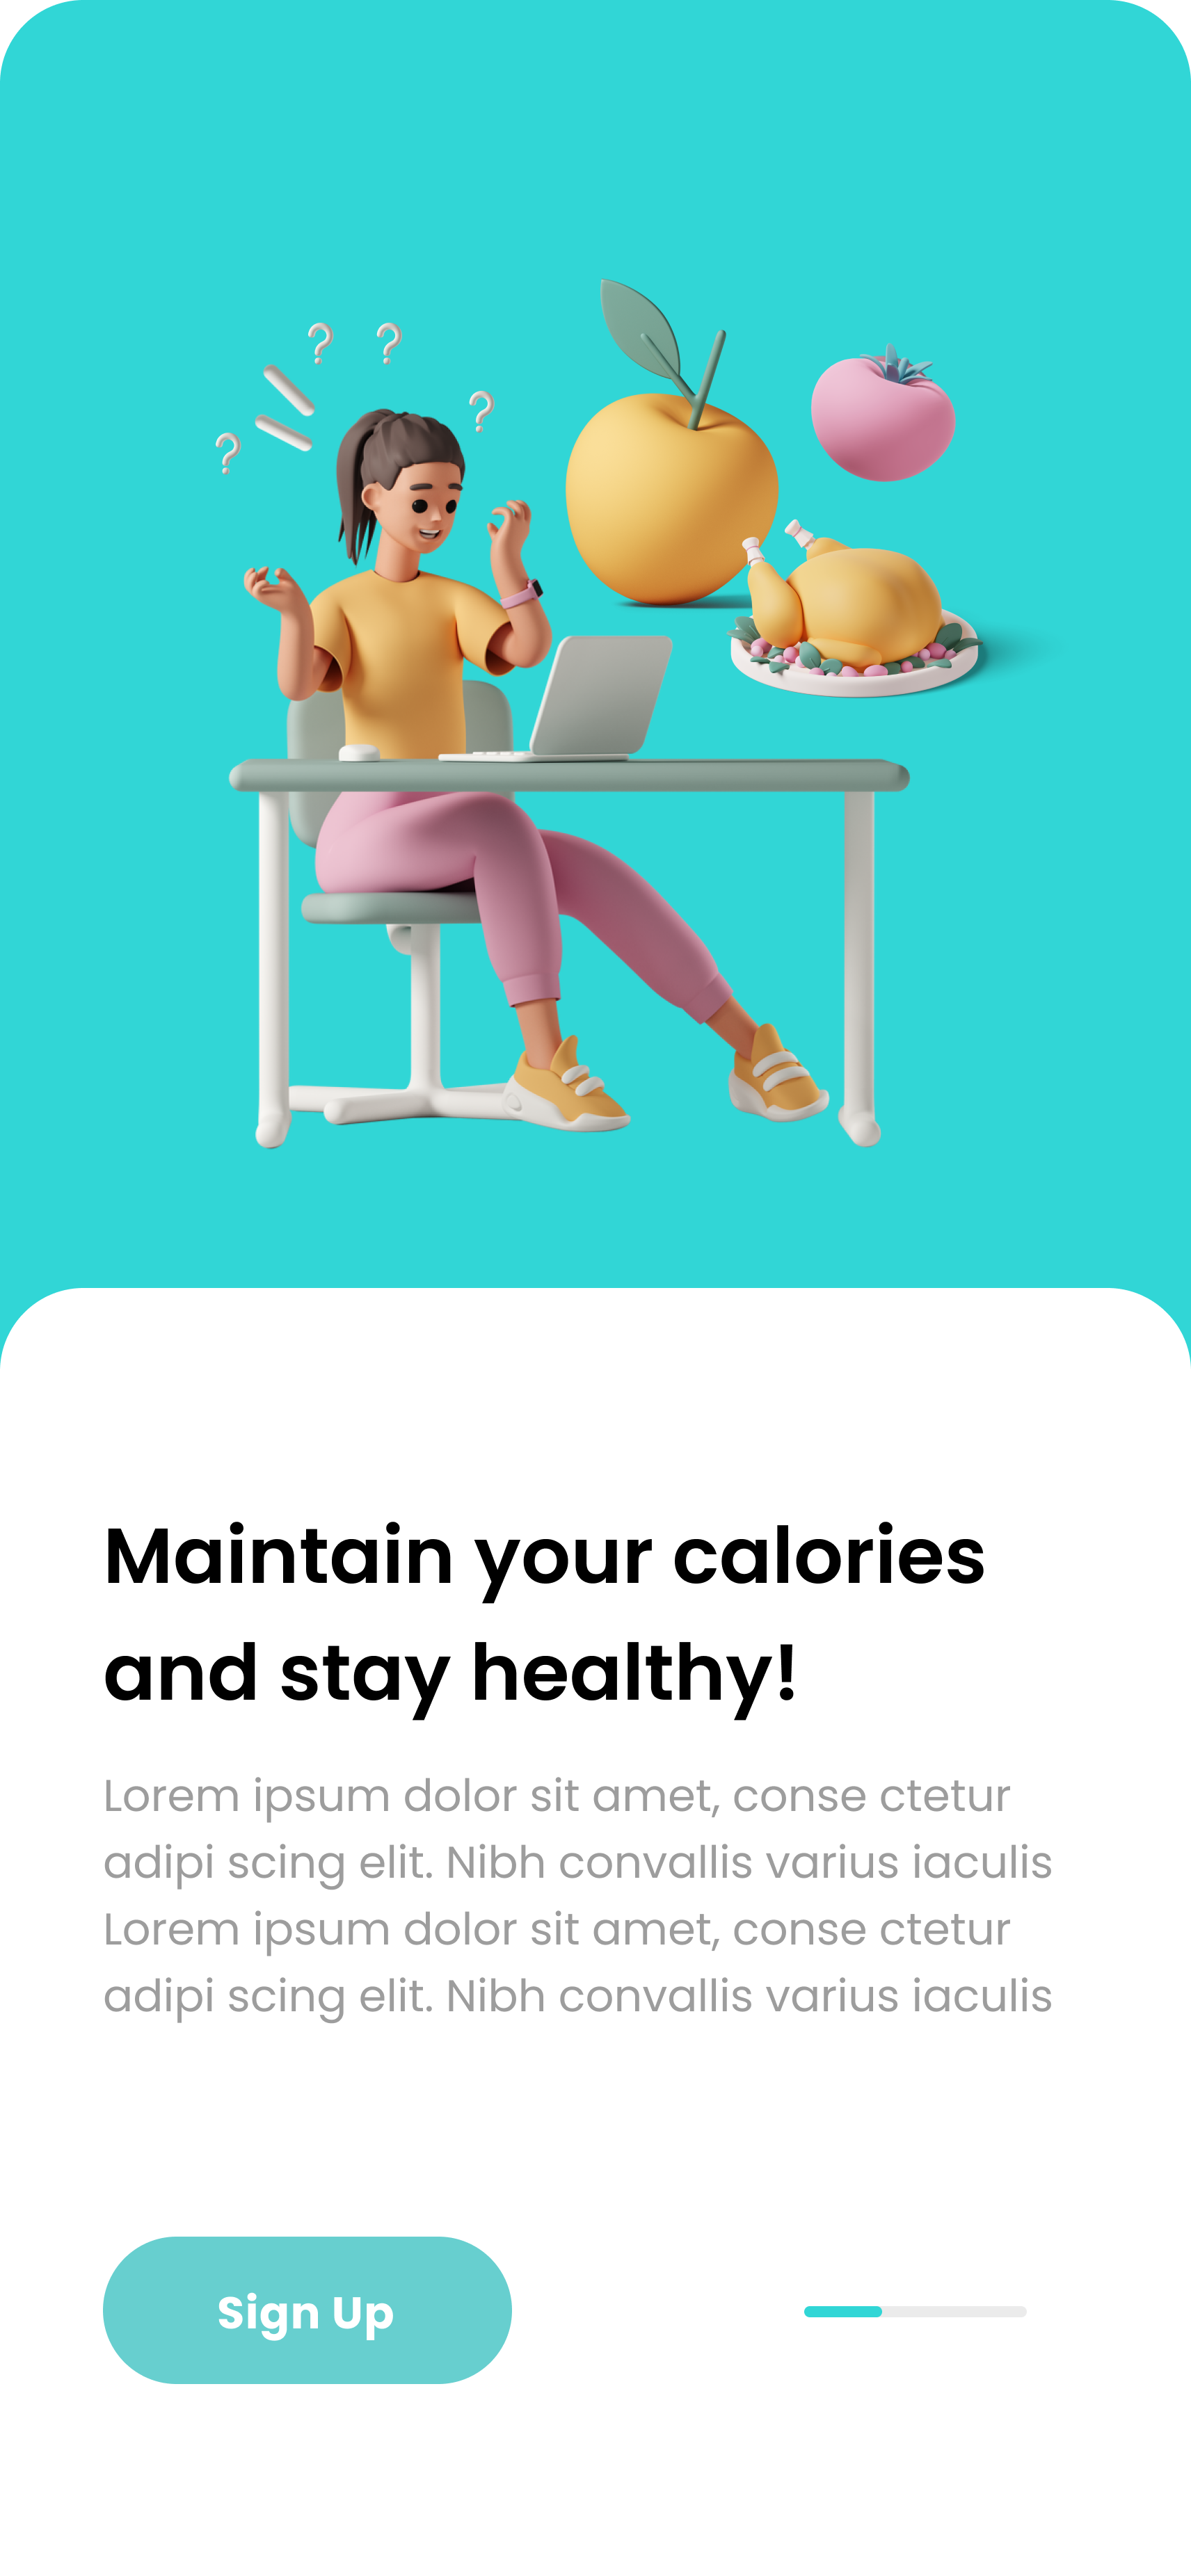 ? ?
?
?
Maintain your calories
and stay healthy!
Lorem ipsum dolor sit amet, conse ctetur
adipi scing elit. Nibh convallis varius iaculis
Lorem ipsum dolor sit amet, conse ctetur
adipi scing elit. Nibh convallis varius iaculis
Sign Up